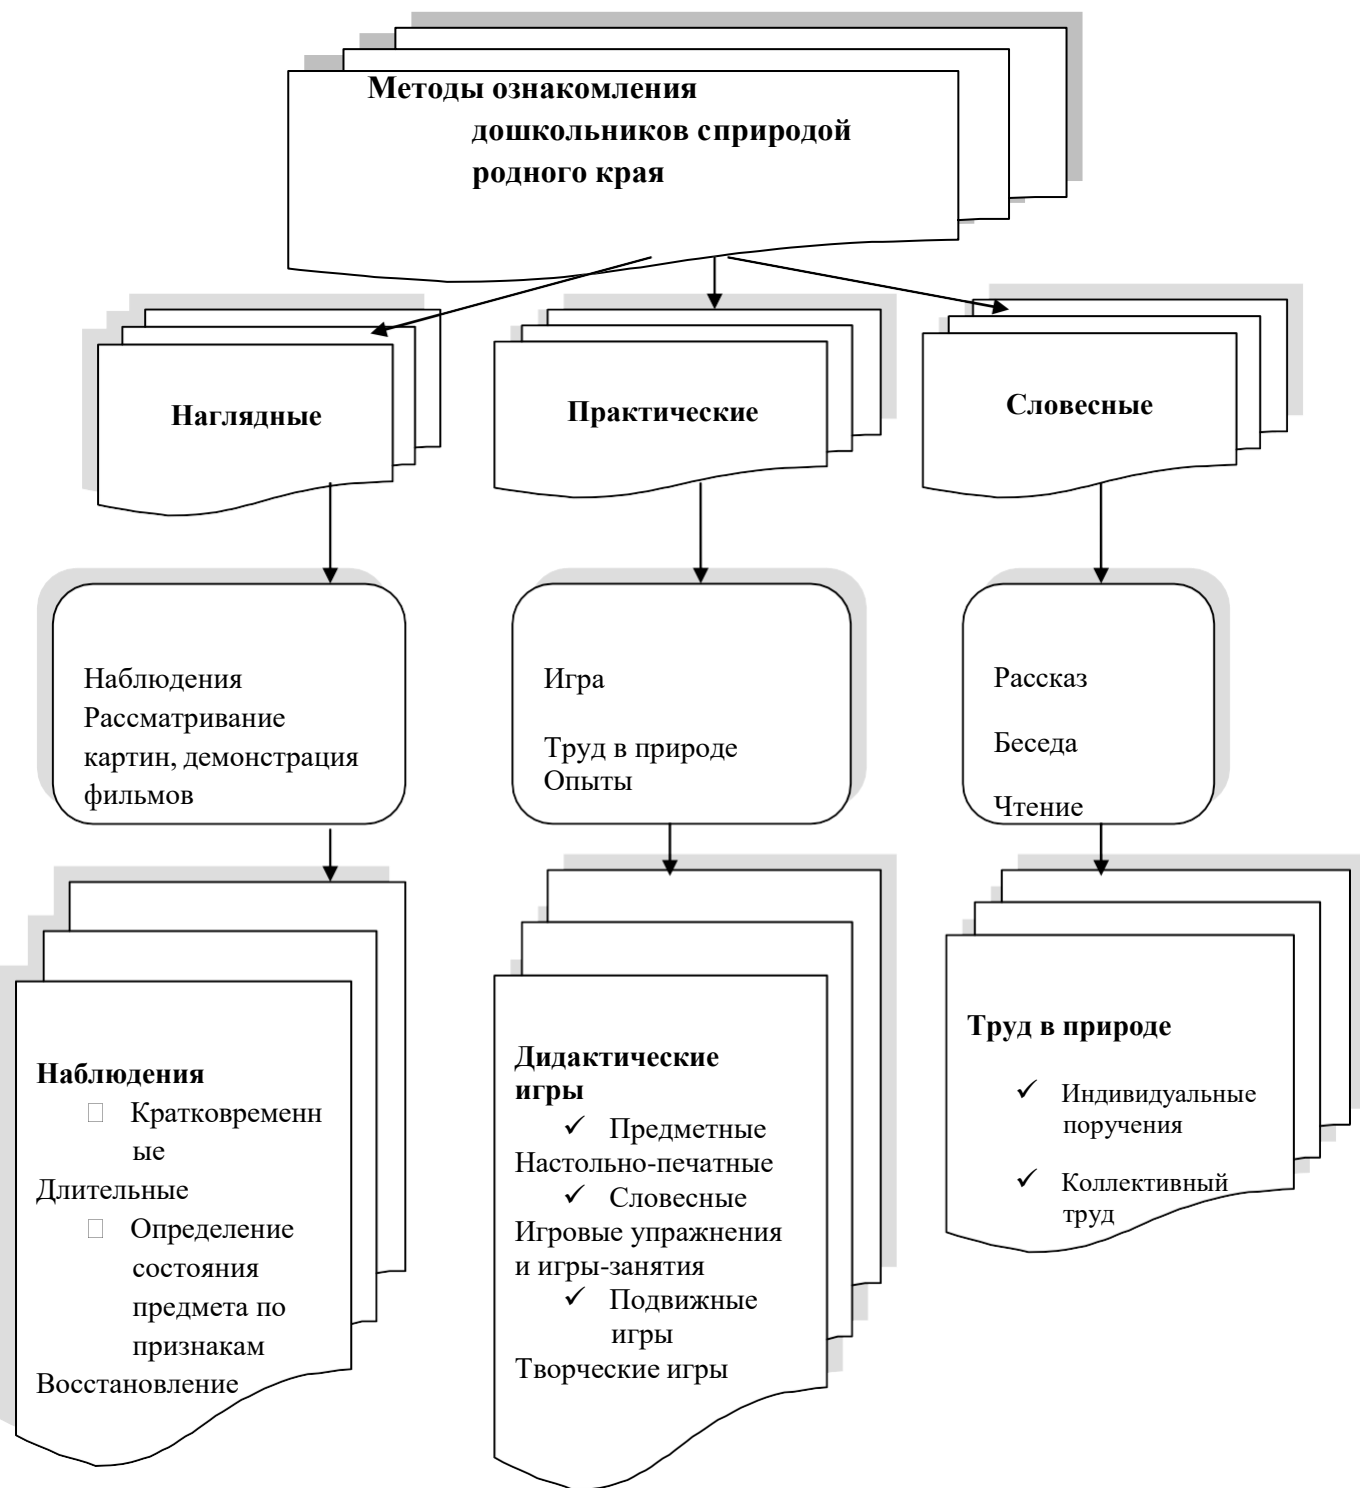 Методы ознакомления
дошкольников сприродой
родного края
Наглядные
Практические
Словесные
Наблюдения
Рассматривание
картин, демонстрация
фильмов
Игра
Труд в природе
Опыты
Рассказ
Беседа
Чтение
Наблюдения
Кратковременн
ые
Длительные
Определение
состояния
предмета по
признакам
Восстановление
Дидактические
игры
✓ Предметные
Настольно-печатные
✓ Словесные
Игровые упражнения
и игры-занятия
✓ Подвижные
игры
Творческие игры
Труд в природе
✓ Индивидуальные
поручения
✓ Коллективный
труд